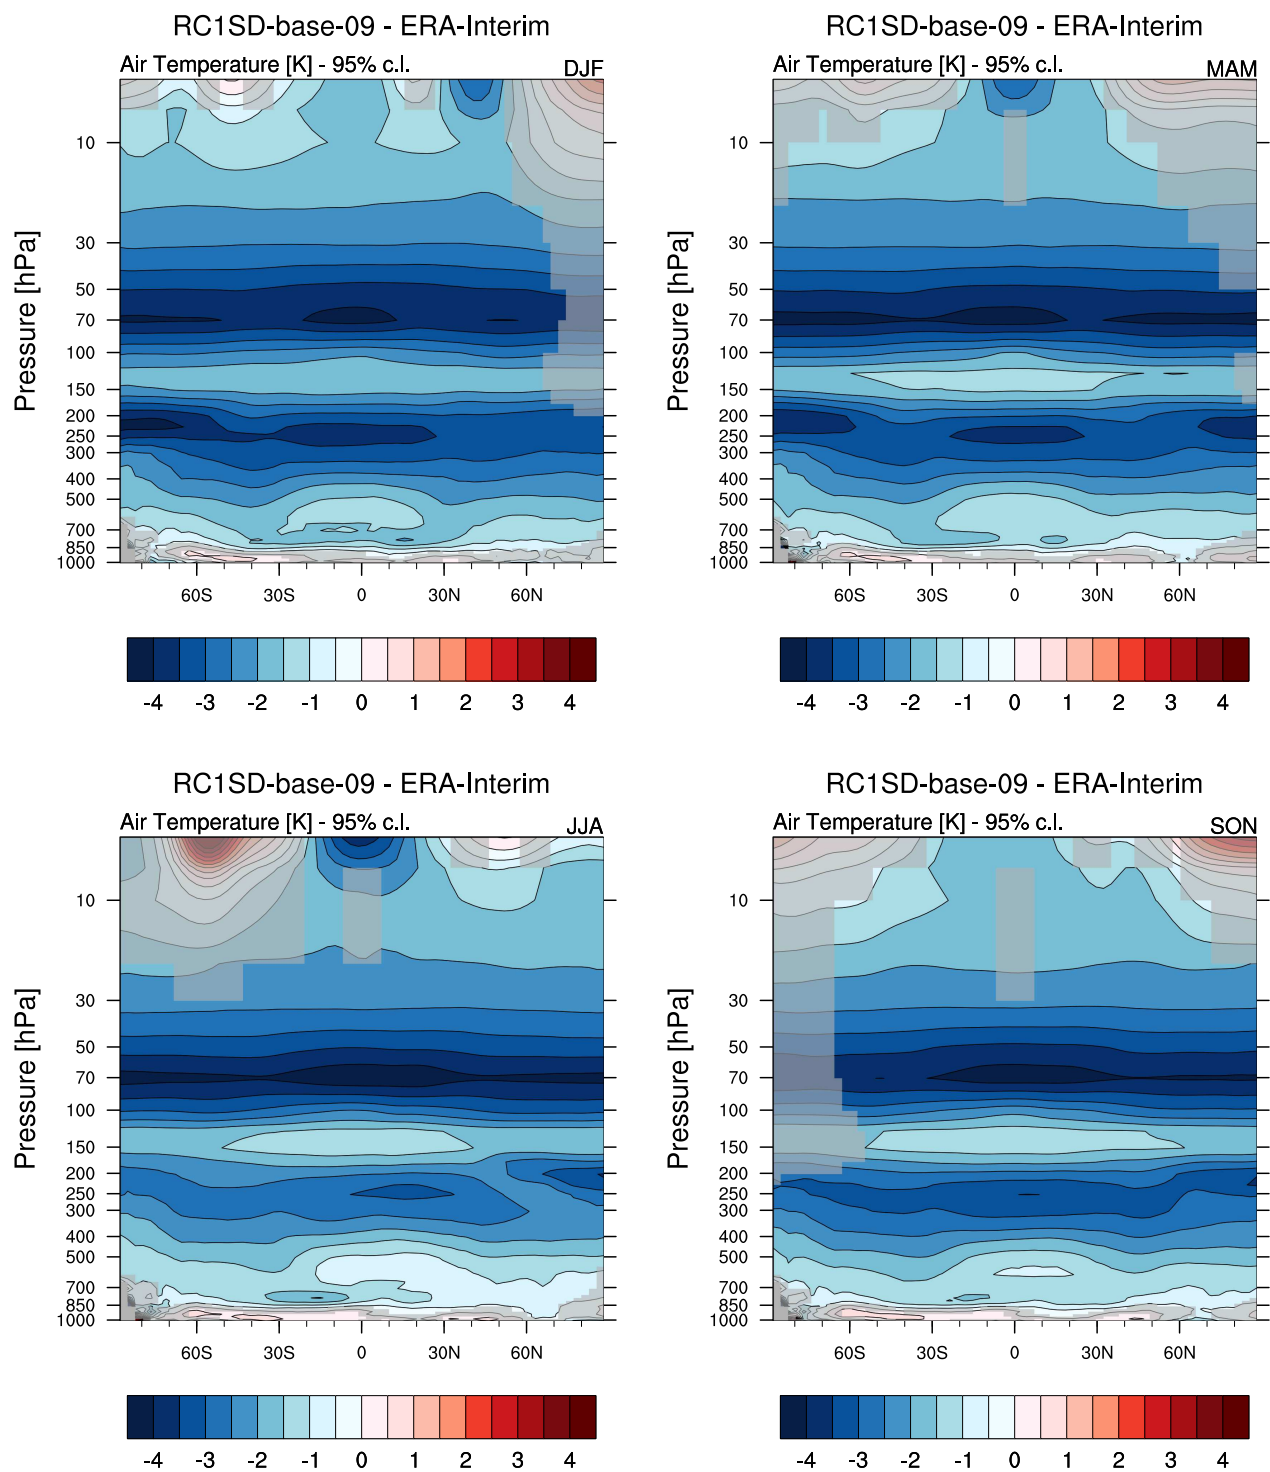 RC1SD-base-09 - ERA-Interim
Air Temperature [K] - 95% c.l.
DJF
Pressure [hPa]
10
30
50
70
100
150
200
250
300
400
500
700
850
1000
60S 30S 0 30N 60N
-4 -3 -2 -1 0 1 2 3 4
RC1SD-base-09 - ERA-Interim
Air Temperature [K] - 95% c.l.
MAM
Pressure [hPa]
10
30
50
70
100
150
200
250
300
400
500
700
850
1000
60S 30S 0 30N 60N
-4 -3 -2 -1 0 1 2 3 4
RC1SD-base-09 - ERA-Interim
Air Temperature [K] - 95% c.l.
JJA
Pressure [hPa]
10
30
50
70
100
150
200
250
300
400
500
700
850
1000
60S 30S 0 30N 60N
-4 -3 -2 -1 0 1 2 3 4
RC1SD-base-09 - ERA-Interim
Air Temperature [K] - 95% c.l.
SON
Pressure [hPa]
10
30
50
70
100
150
200
250
300
400
500
700
850
1000
60S 30S 0 30N 60N
-4 -3 -2 -1 0 1 2 3 4